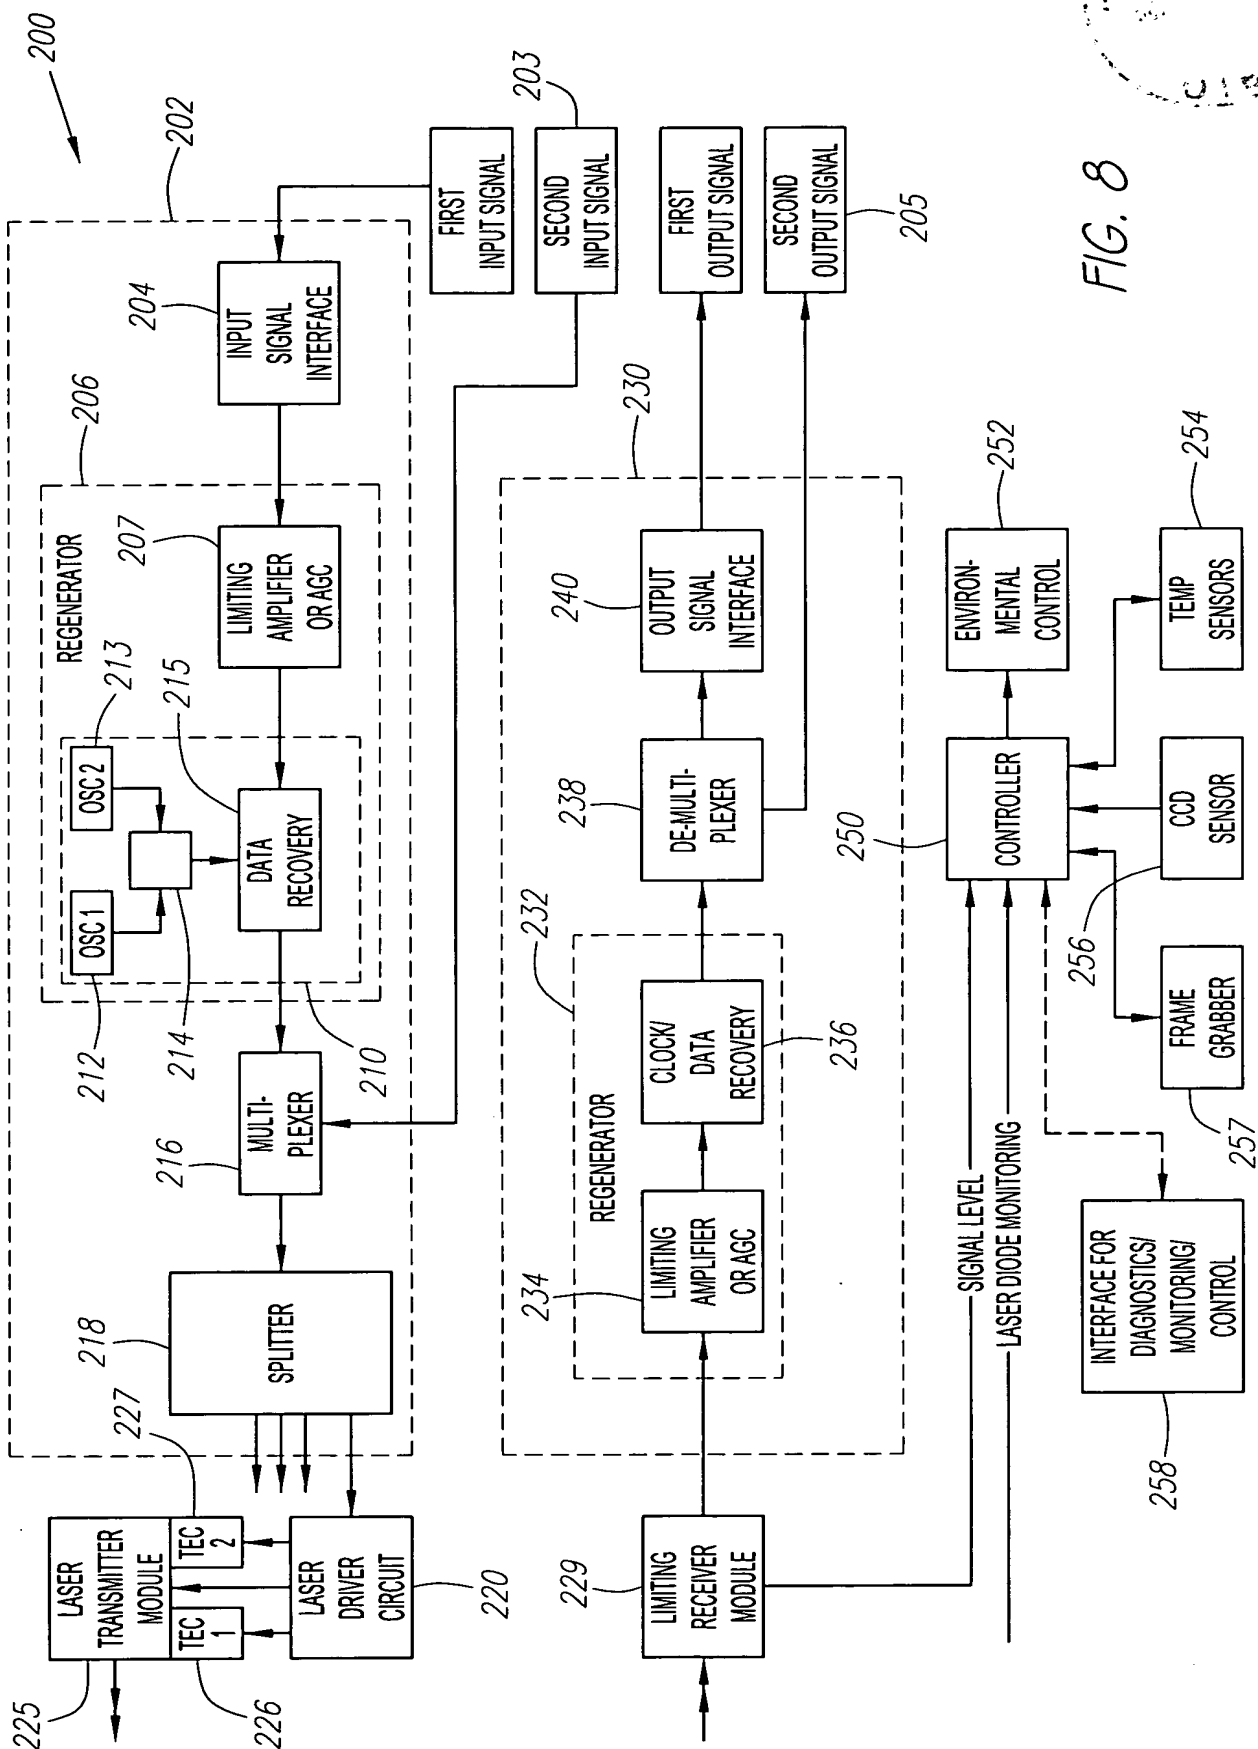 200
202
225
LASER
TRANSMITTER
MODULE
TEC
1
TEC
2
226
227
LASER
DRIVER
CIRCUIT
220
218
SPLITTER
216
MULTI-
PLEXER
206
REGENERATOR
212
OSC1
OSC2
213
214
215
DATA
RECOVERY
210
207
LIMITING
AMPLIFIER
OR AGC
204
INPUT
SIGNAL
INTERFACE
FIRST
INPUT SIGNAL
SECOND
INPUT SIGNAL
203
229
LIMITING
RECEIVER
MODULE
230
232
REGENERATOR
234
LIMITING
AMPLIFIER
OR AGC
CLOCK/
DATA
RECOVERY
236
238
DE-MULTI-
PLEXER
240
OUTPUT
SIGNAL
INTERFACE
FIRST
OUTPUT SIGNAL
SECOND
OUTPUT SIGNAL
205
SIGNAL LEVEL
LASER DIODE MONITORING
250
CONTROLLER
ENVIRON-
MENTAL
CONTROL
252
INTERFACE FOR
DIAGNOSTICS/
MONITORING/
CONTROL
258
FRAME
GRABBER
257
256
CCD
SENSOR
TEMP
SENSORS
254
FIG. 8